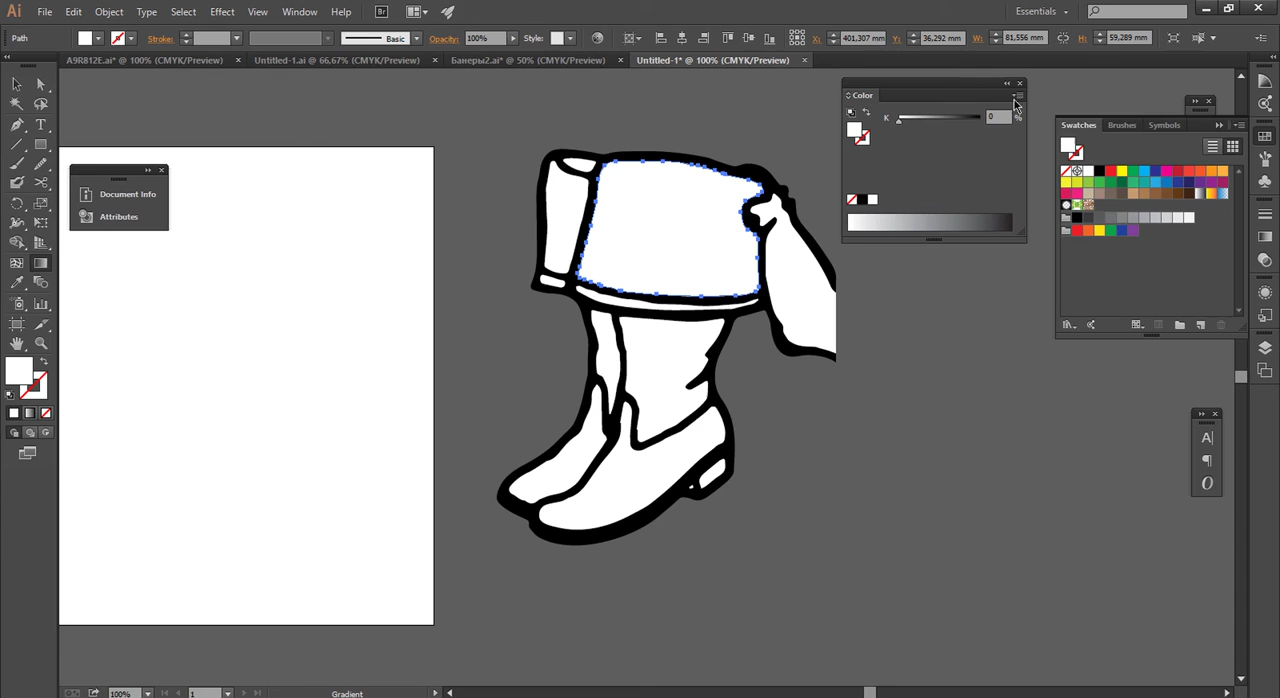 Ai File Edit Object Type Select Effect View Window Help Br Essentials
Path Stroke: Basic Opacity: 100% Style: X: 401,307 mm Y: 36,292 mm W: 81,556 mm H: 59,289 mm
A9R812E.ai* @ 100% (CMYK/Preview) Untitled-1.ai @ 66,67% (CMYK/Preview) Банеры2.ai* @ 50% (CMYK/Preview) Untitled-1* @ 100% (CMYK/Preview)
Color
K 0 %
Swatches Brushes Symbols
Document Info
Attributes
100% 1 Gradient